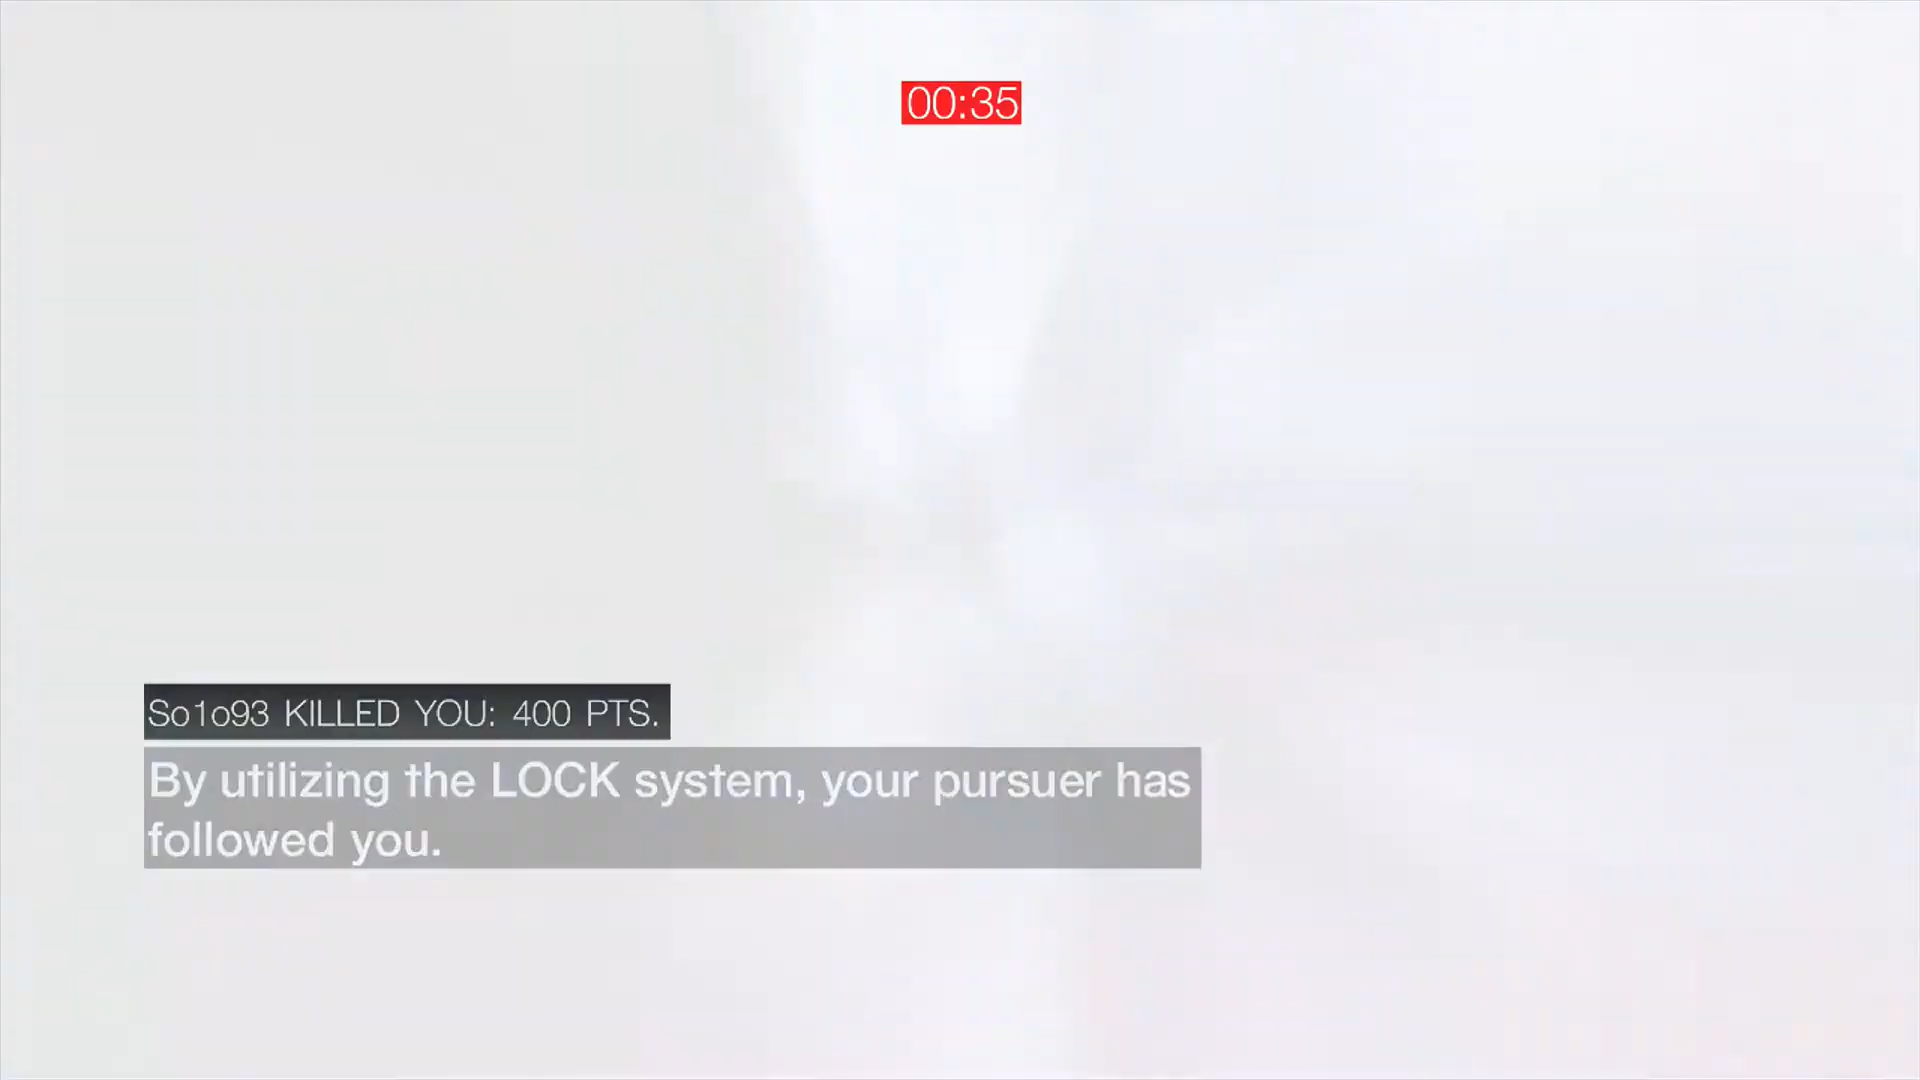 00:35
So1o93 KILLED YOU: 400 PTS.
By utilizing the LOCK system, your pursuer has
followed you.